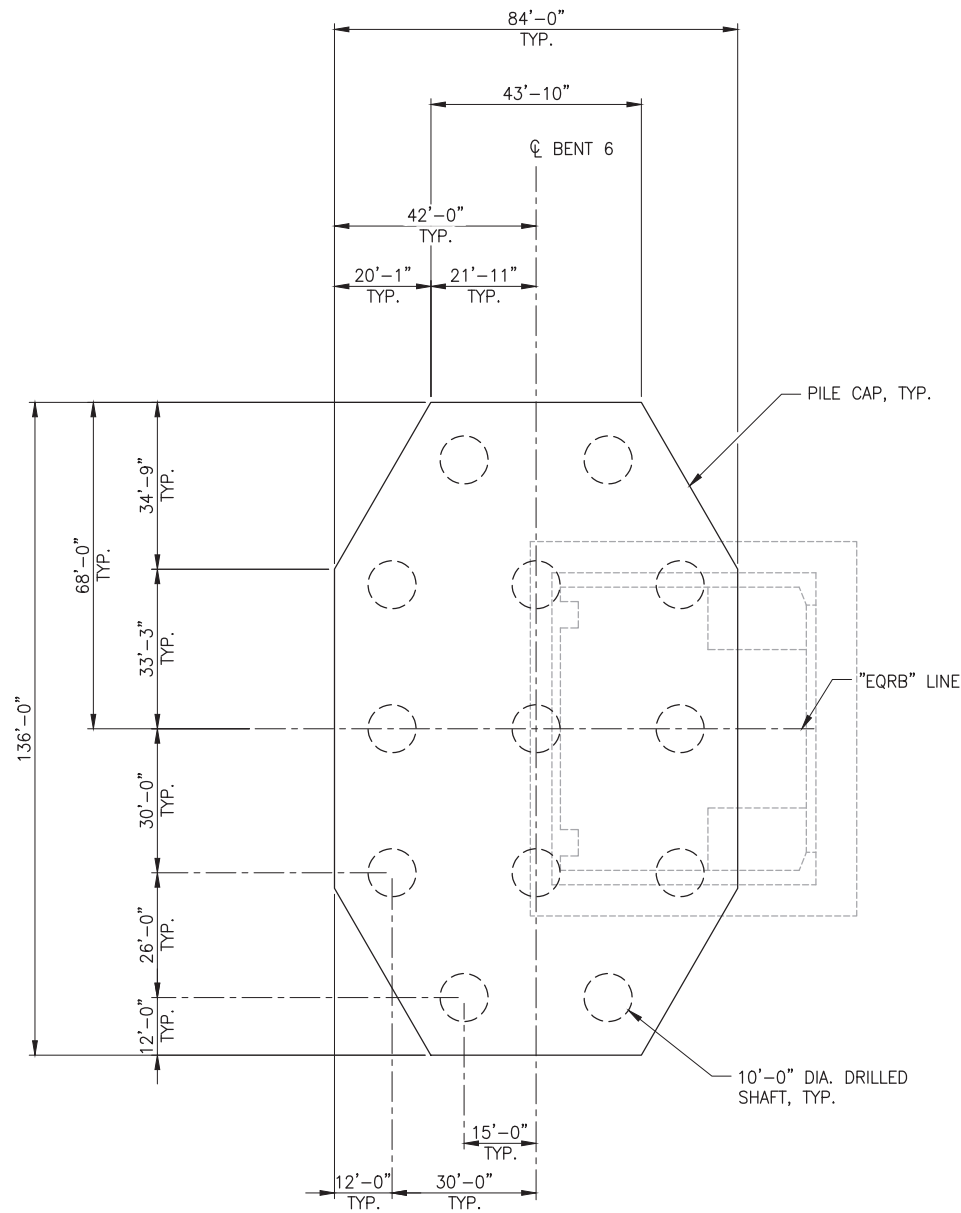 84'-0"
TYP.
43'-10"
℄ BENT 6
42'-0"
TYP.
20'-1"
TYP.
21'-11"
TYP.
PILE CAP, TYP.
34'-9"
TYP.
68'-0"
TYP.
33'-3"
TYP.
"EQRB" LINE
136'-0"
30'-0"
TYP.
26'-0"
TYP.
12'-0"
TYP.
10'-0" DIA. DRILLED
SHAFT, TYP.
15'-0"
TYP.
12'-0"
TYP.
30'-0"
TYP.